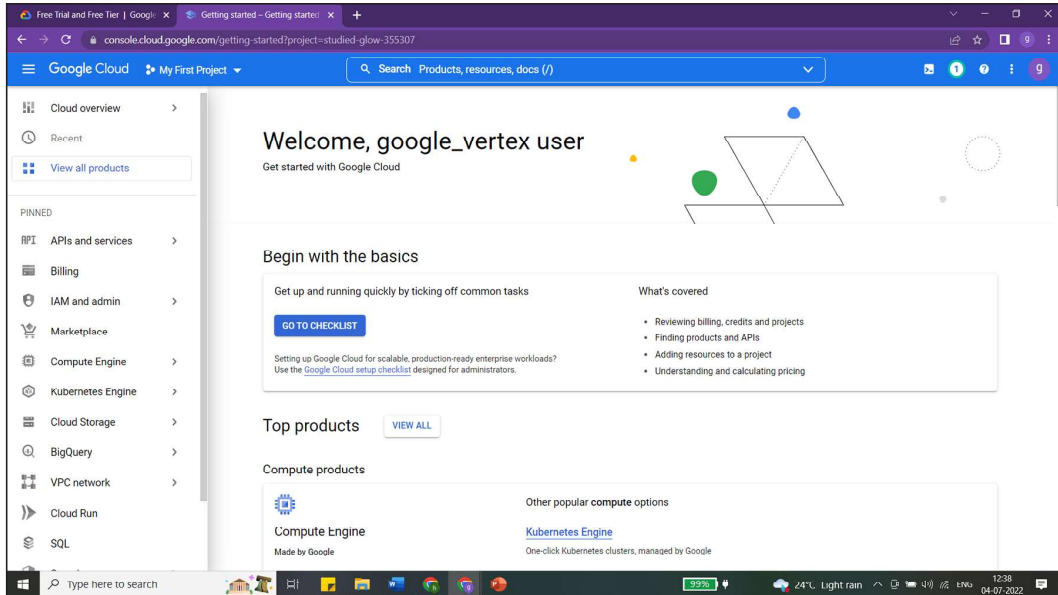 Free Trial and Free Tier | Google
Getting started – Getting started
console.cloud.google.com/getting-started?project=studied-glow-355307
g
Google Cloud
My First Project
Search Products, resources, docs (/)
1
g
Cloud overview
Recent
View all products
PINNED
API APIs and services
Billing
IAM and admin
Marketplace
Compute Engine
Kubernetes Engine
Cloud Storage
BigQuery
VPC network
Cloud Run
SQL
Welcome, google_vertex user
Get started with Google Cloud
Begin with the basics
Get up and running quickly by ticking off common tasks
GO TO CHECKLIST
Setting up Google Cloud for scalable, production-ready enterprise workloads?
Use the Google Cloud setup checklist designed for administrators.
What's covered
• Reviewing billing, credits and projects
• Finding products and APIs
• Adding resources to a project
• Understanding and calculating pricing
Top products
VIEW ALL
Compute products
Compute Engine
Made by Google
Other popular compute options
Kubernetes Engine
One-click Kubernetes clusters, managed by Google
Type here to search
99%
24°C Light rain
ENG
12:38
04-07-2022